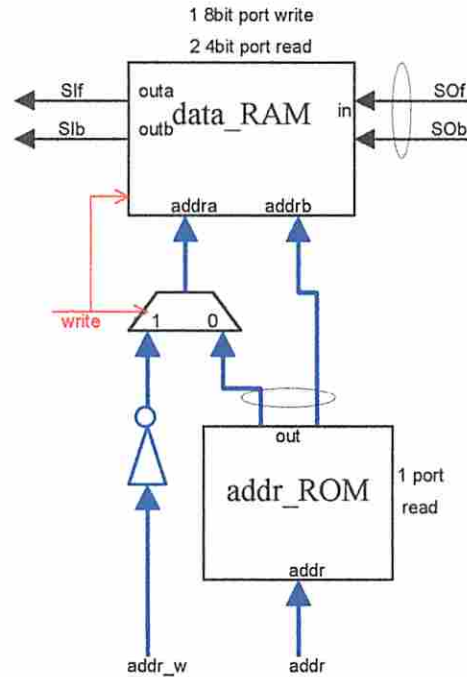 1 8bit port write
2 4bit port read
SIf
outa
data_RAM
in
SOf
SIb
outb
SOb
addra
addrb
write
1
0
out
addr_ROM
1 port
read
addr
addr_w
addr